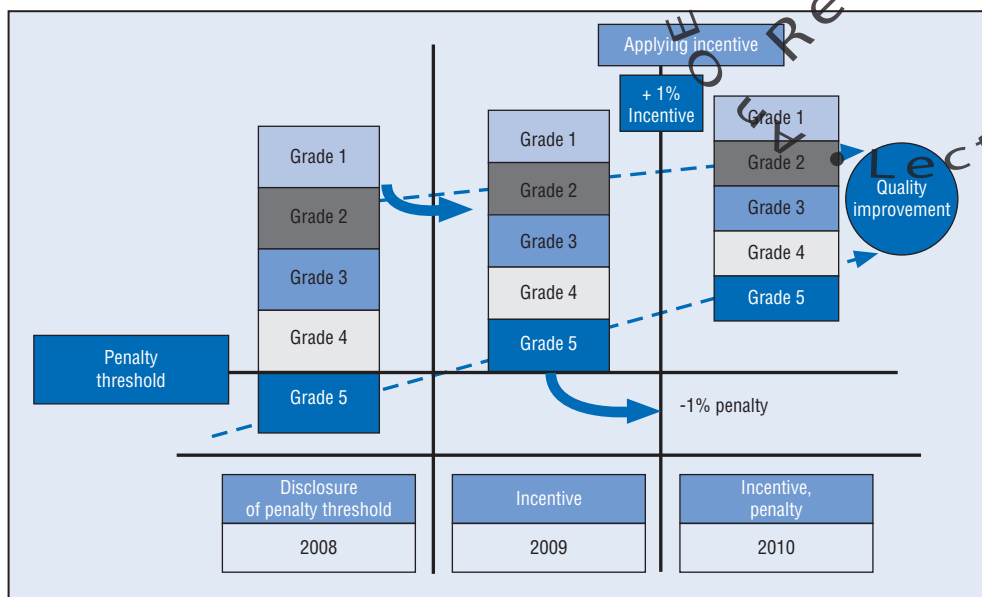 Applying incentive
+ 1%
Incentive
Grade 1
Grade 2
Grade 3
Grade 4
Grade 5
Grade 1
Grade 2
Grade 3
Grade 4
Grade 5
Grade 1
Grade 2
Grade 3
Grade 4
Grade 5
Quality
improvement
Penalty
threshold
-1% penalty
Disclosure
of penalty threshold
2008
Incentive
2009
Incentive,
penalty
2010